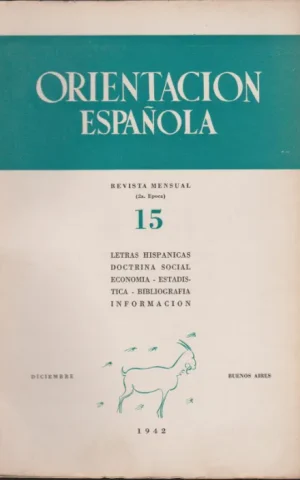 ORIENTACION
ESPAÑOLA
REVISTA MENSUAL
(2a. Epoca)
15
LETRAS HISPANICAS
DOCTRINA SOCIAL
ECONOMIA - ESTADIS-
TICA - BIBLIOGRAFIA
INFORMACION
DICIEMBRE BUENOS AIRES
1942